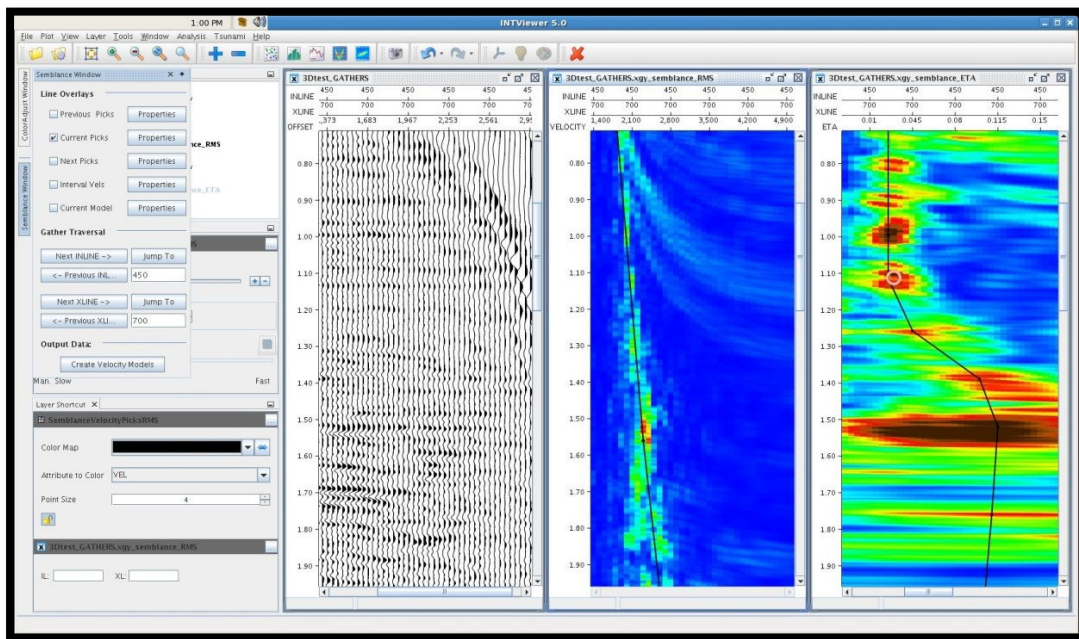 1:00 PM
INTViewer 5.0
File Plot View Layer Tools Window Analysis Tsunami Help
ColorAdjust Window
Semblance Window
Semblance Window
Line Overlays
Previous Picks Properties
Current Picks Properties
Next Picks Properties
Interval Vels Properties
Current Model Properties
Gather Traversal
Next INLINE -> Jump To
<- Previous INL... 450
Next XLINE -> Jump To
<- Previous XLI... 700
Output Data:
Create Velocity Models
Man. Slow Fast
Layer Shortcut
SemblanceVelocityPicksRMS
Color Map
Attribute to Color VEL
Point Size 4
3Dtest_GATHERS.xgy_semblance_RMS
IL: XL:
3Dtest_GATHERS
INLINE 450 450 450 450 450 45
XLINE 700 700 700 700 700 70
OFFSET 1,373 1,683 1,967 2,253 2,561 2,9
0.80
0.90
1.00
1.10
1.20
1.30
1.40
1.50
1.60
1.70
1.80
1.90
3Dtest_GATHERS.xgy_semblance_RMS
INLINE 450 450 450 450 450 450
XLINE 700 700 700 700 700 700
VELOCITY 1,400 2,100 2,800 3,500 4,200 4,900
0.80
0.90
1.00
1.10
1.20
1.30
1.40
1.50
1.60
1.70
1.80
1.90
3Dtest_GATHERS.xgy_semblance_ETA
INLINE 450 450 450 450 450
XLINE 700 700 700 700 700
ETA 0.01 0.045 0.08 0.115 0.15
0.80
0.90
1.00
1.10
1.20
1.30
1.40
1.50
1.60
1.70
1.80
1.90